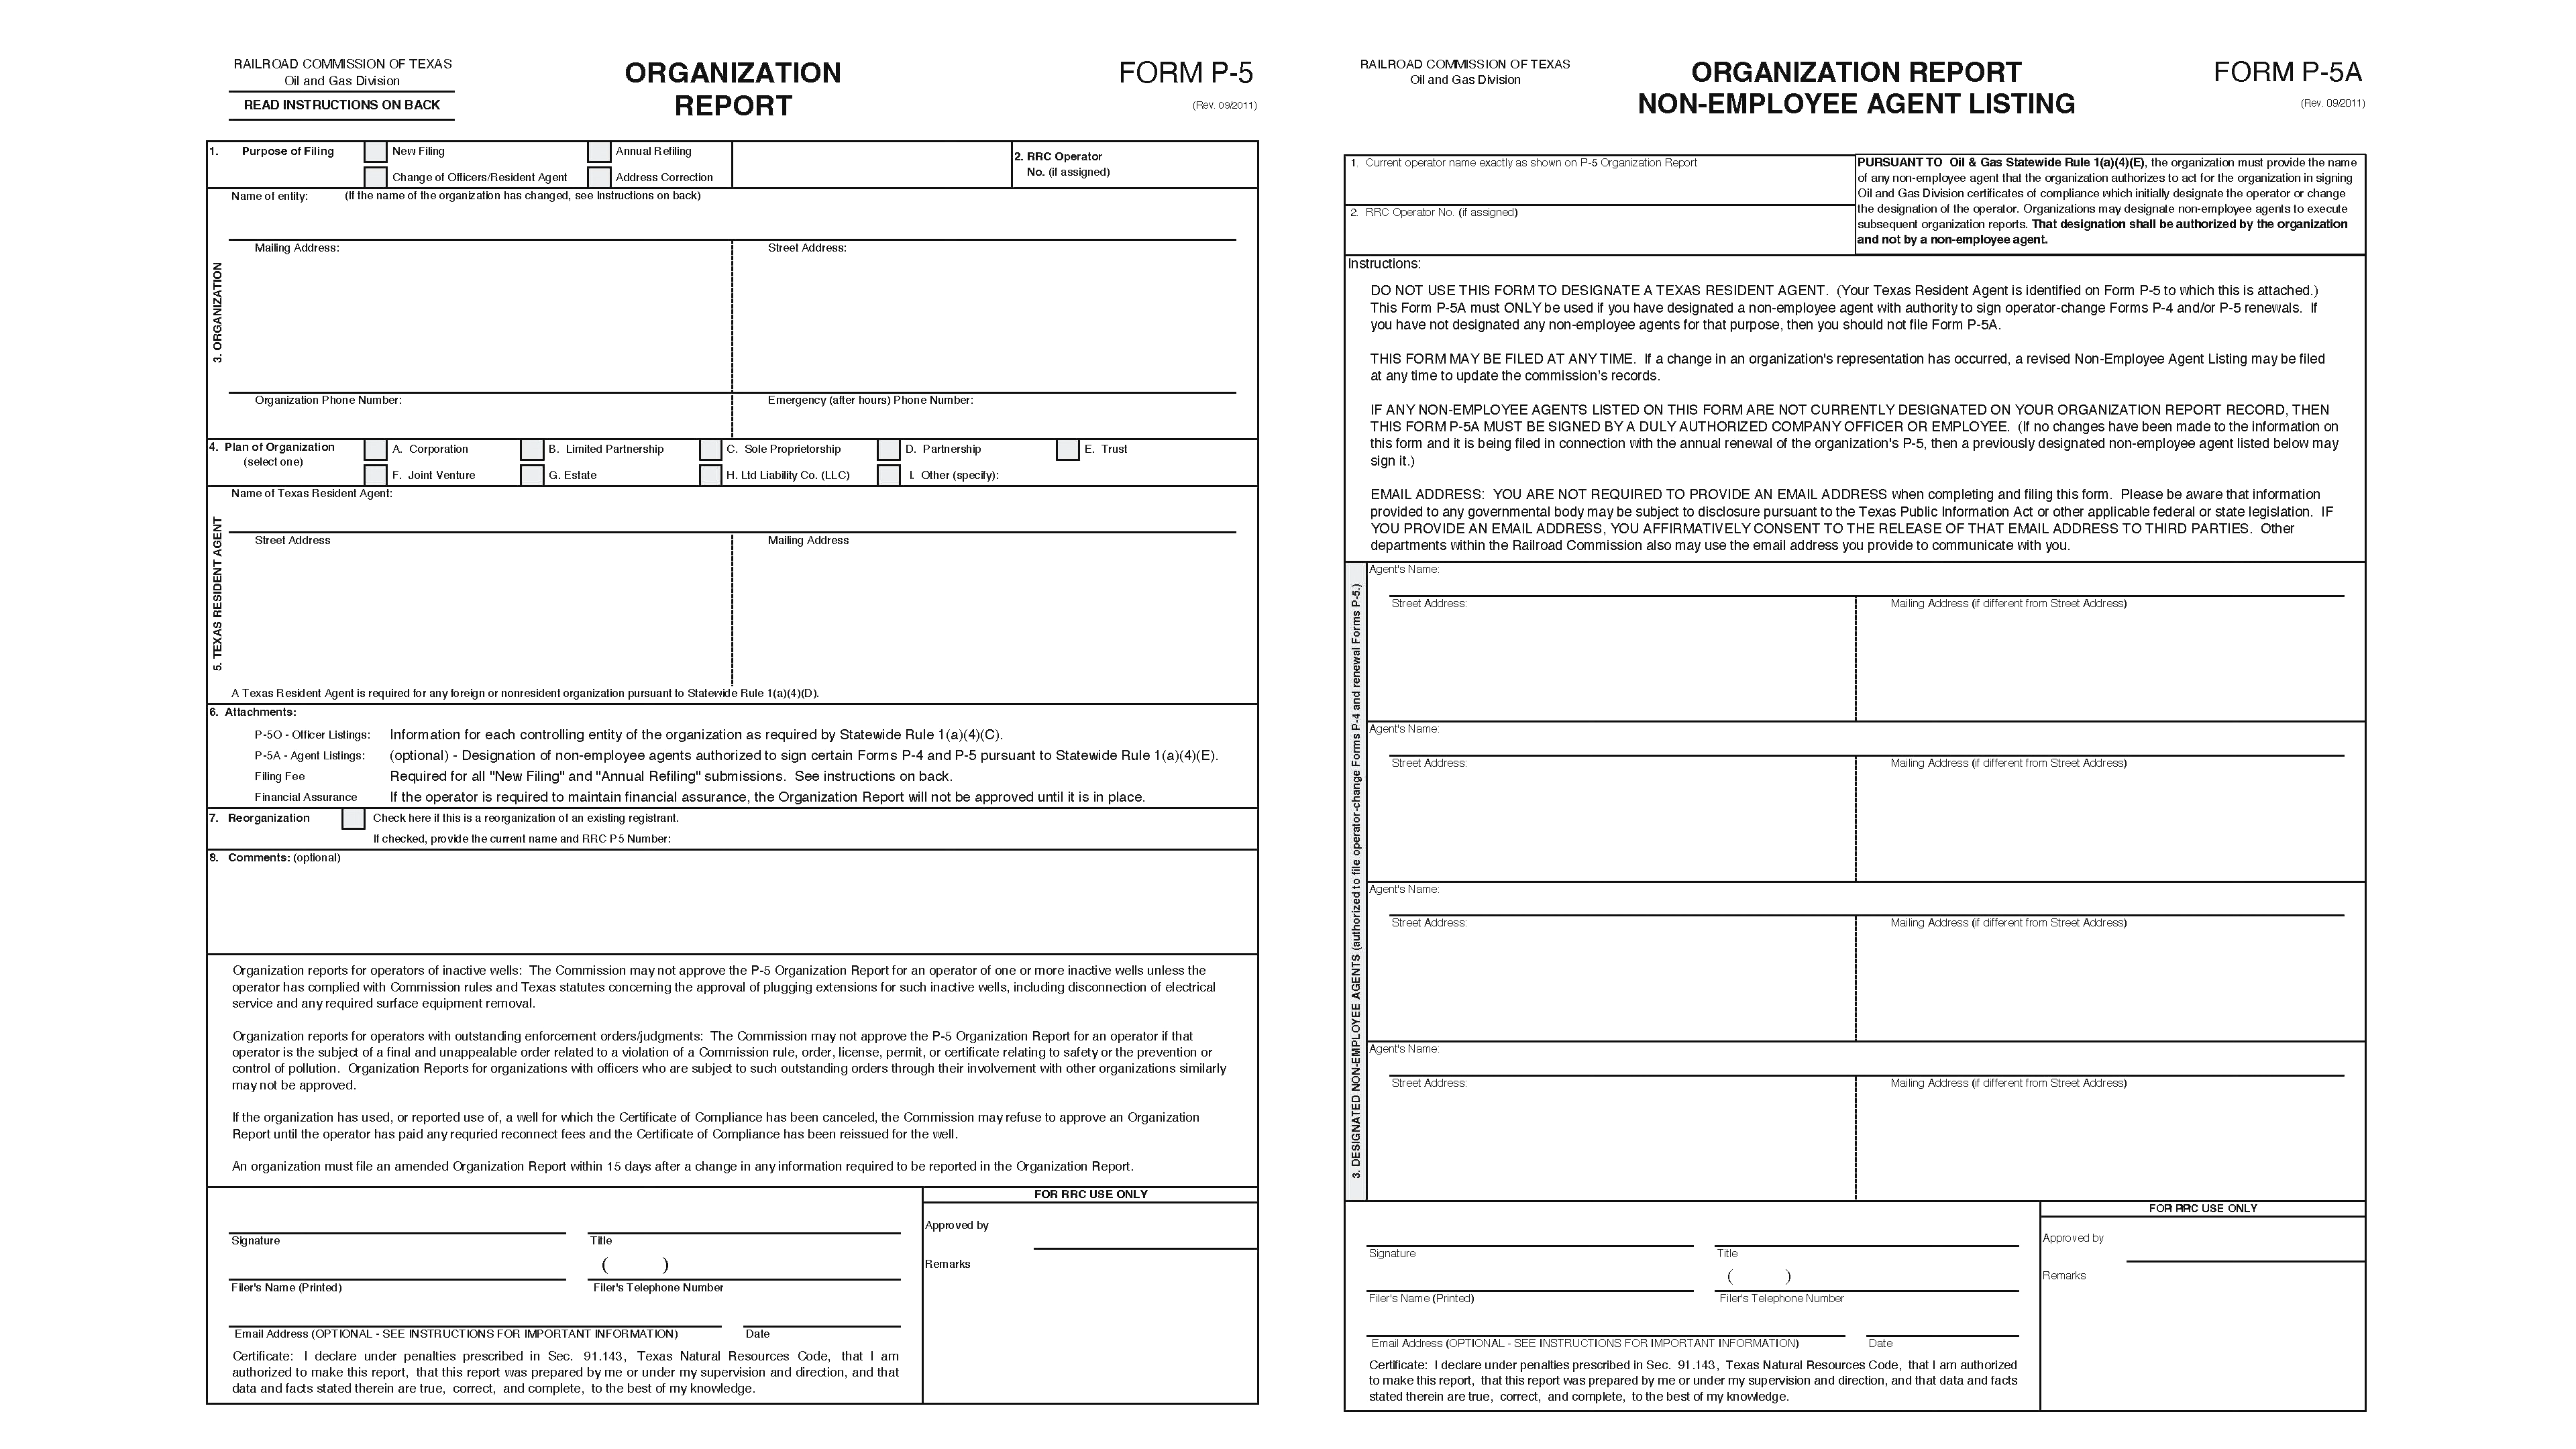 RAILROAD COMMISSION OF TEXAS
Oil and Gas Division
READ INSTRUCTIONS ON BACK
ORGANIZATION
REPORT
FORM P-5
(Rev. 09/2011)
1. Purpose of Filing
New Filing
Annual Refiling
Change of Officers/Resident Agent
Address Correction
2. RRC Operator
No. (if assigned)
3. ORGANIZATION
Name of entity: (If the name of the organization has changed, see Instructions on back)
Mailing Address:
Street Address:
Organization Phone Number:
Emergency (after hours) Phone Number:
4. Plan of Organization
(select one)
A. Corporation
B. Limited Partnership
C. Sole Proprietorship
D. Partnership
E. Trust
F. Joint Venture
G. Estate
H. Ltd Liability Co. (LLC)
I. Other (specify):
5. TEXAS RESIDENT AGENT
Name of Texas Resident Agent:
Street Address
Mailing Address
A Texas Resident Agent is required for any foreign or nonresident organization pursuant to Statewide Rule 1(a)(4)(D).
6. Attachments:
P-5O - Officer Listings: Information for each controlling entity of the organization as required by Statewide Rule 1(a)(4)(C).
P-5A - Agent Listings: (optional) - Designation of non-employee agents authorized to sign certain Forms P-4 and P-5 pursuant to Statewide Rule 1(a)(4)(E).
Filing Fee Required for all "New Filing" and "Annual Refiling" submissions. See instructions on back.
Financial Assurance If the operator is required to maintain financial assurance, the Organization Report will not be approved until it is in place.
7. Reorganization
Check here if this is a reorganization of an existing registrant.
If checked, provide the current name and RRC P5 Number:
8. Comments: (optional)
Organization reports for operators of inactive wells: The Commission may not approve the P-5 Organization Report for an operator of one or more inactive wells unless the
operator has complied with Commission rules and Texas statutes concerning the approval of plugging extensions for such inactive wells, including disconnection of electrical
service and any required surface equipment removal.
Organization reports for operators with outstanding enforcement orders/judgments: The Commission may not approve the P-5 Organization Report for an operator if that
operator is the subject of a final and unappealable order related to a violation of a Commission rule, order, license, permit, or certificate relating to safety or the prevention or
control of pollution. Organization Reports for organizations with officers who are subject to such outstanding orders through their involvement with other organizations similarly
may not be approved.
If the organization has used, or reported use of, a well for which the Certificate of Compliance has been canceled, the Commission may refuse to approve an Organization
Report until the operator has paid any requried reconnect fees and the Certificate of Compliance has been reissued for the well.
An organization must file an amended Organization Report within 15 days after a change in any information required to be reported in the Organization Report.
Signature
Title
( )
Filer's Name (Printed)
Filer's Telephone Number
Email Address (OPTIONAL - SEE INSTRUCTIONS FOR IMPORTANT INFORMATION)
Date
Certificate: I declare under penalties prescribed in Sec. 91.143, Texas Natural Resources Code, that I am
authorized to make this report, that this report was prepared by me or under my supervision and direction, and that
data and facts stated therein are true, correct, and complete, to the best of my knowledge.
FOR RRC USE ONLY
Approved by
Remarks
RAILROAD COMMISSION OF TEXAS
Oil and Gas Division
ORGANIZATION REPORT
NON-EMPLOYEE AGENT LISTING
FORM P-5A
(Rev. 09/2011)
1. Current operator name exactly as shown on P-5 Organization Report
2. RRC Operator No. (if assigned)
PURSUANT TO Oil & Gas Statewide Rule 1(a)(4)(E), the organization must provide the name
of any non-employee agent that the organization authorizes to act for the organization in signing
Oil and Gas Division certificates of compliance which initially designate the operator or change
the designation of the operator. Organizations may designate non-employee agents to execute
subsequent organization reports. That designation shall be authorized by the organization
and not by a non-employee agent.
Instructions:
DO NOT USE THIS FORM TO DESIGNATE A TEXAS RESIDENT AGENT. (Your Texas Resident Agent is identified on Form P-5 to which this is attached.)
This Form P-5A must ONLY be used if you have designated a non-employee agent with authority to sign operator-change Forms P-4 and/or P-5 renewals. If
you have not designated any non-employee agents for that purpose, then you should not file Form P-5A.
THIS FORM MAY BE FILED AT ANY TIME. If a change in an organization's representation has occurred, a revised Non-Employee Agent Listing may be filed
at any time to update the commission's records.
IF ANY NON-EMPLOYEE AGENTS LISTED ON THIS FORM ARE NOT CURRENTLY DESIGNATED ON YOUR ORGANIZATION REPORT RECORD, THEN
THIS FORM P-5A MUST BE SIGNED BY A DULY AUTHORIZED COMPANY OFFICER OR EMPLOYEE. (If no changes have been made to the information on
this form and it is being filed in connection with the annual renewal of the organization's P-5, then a previously designated non-employee agent listed below may
sign it.)
EMAIL ADDRESS: YOU ARE NOT REQUIRED TO PROVIDE AN EMAIL ADDRESS when completing and filing this form. Please be aware that information
provided to any governmental body may be subject to disclosure pursuant to the Texas Public Information Act or other applicable federal or state legislation. IF
YOU PROVIDE AN EMAIL ADDRESS, YOU AFFIRMATIVELY CONSENT TO THE RELEASE OF THAT EMAIL ADDRESS TO THIRD PARTIES. Other
departments within the Railroad Commission also may use the email address you provide to communicate with you.
3. DESIGNATED NON-EMPLOYEE AGENTS (authorized to file operator-change Forms P-4 and renewal Forms P-5.)
Agent's Name:
Street Address:
Mailing Address (if different from Street Address)
Agent's Name:
Street Address:
Mailing Address (if different from Street Address)
Agent's Name:
Street Address:
Mailing Address (if different from Street Address)
Agent's Name:
Street Address:
Mailing Address (if different from Street Address)
Signature
Title
( )
Filer's Name (Printed)
Filer's Telephone Number
Email Address (OPTIONAL - SEE INSTRUCTIONS FOR IMPORTANT INFORMATION)
Date
Certificate: I declare under penalties prescribed in Sec. 91.143, Texas Natural Resources Code, that I am authorized
to make this report, that this report was prepared by me or under my supervision and direction, and that data and facts
stated therein are true, correct, and complete, to the best of my knowledge.
FOR RRC USE ONLY
Approved by
Remarks